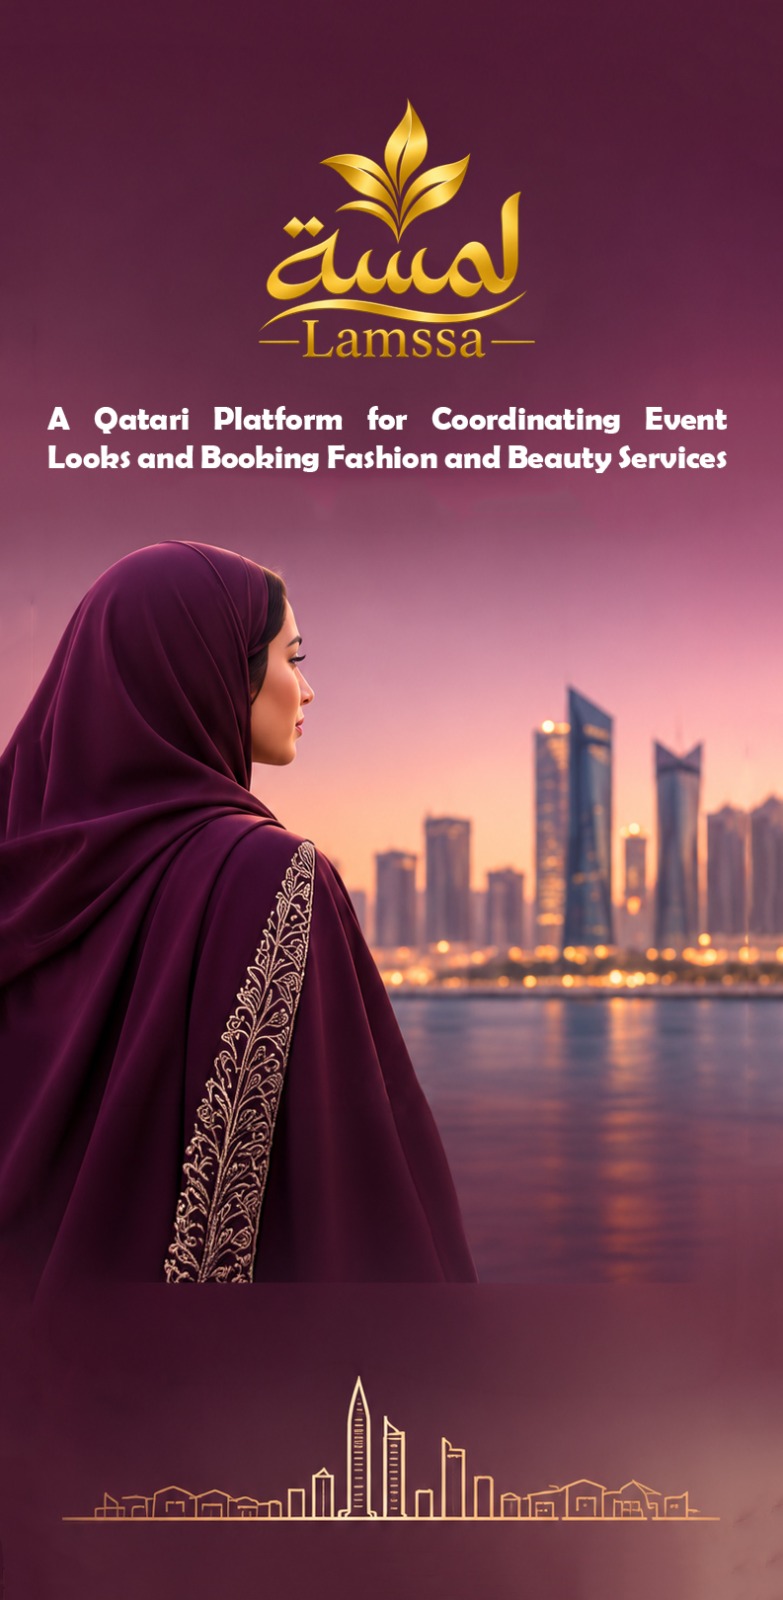 لمسة
Lamssa
A Qatari Platform for Coordinating Event
Looks and Booking Fashion and Beauty Services